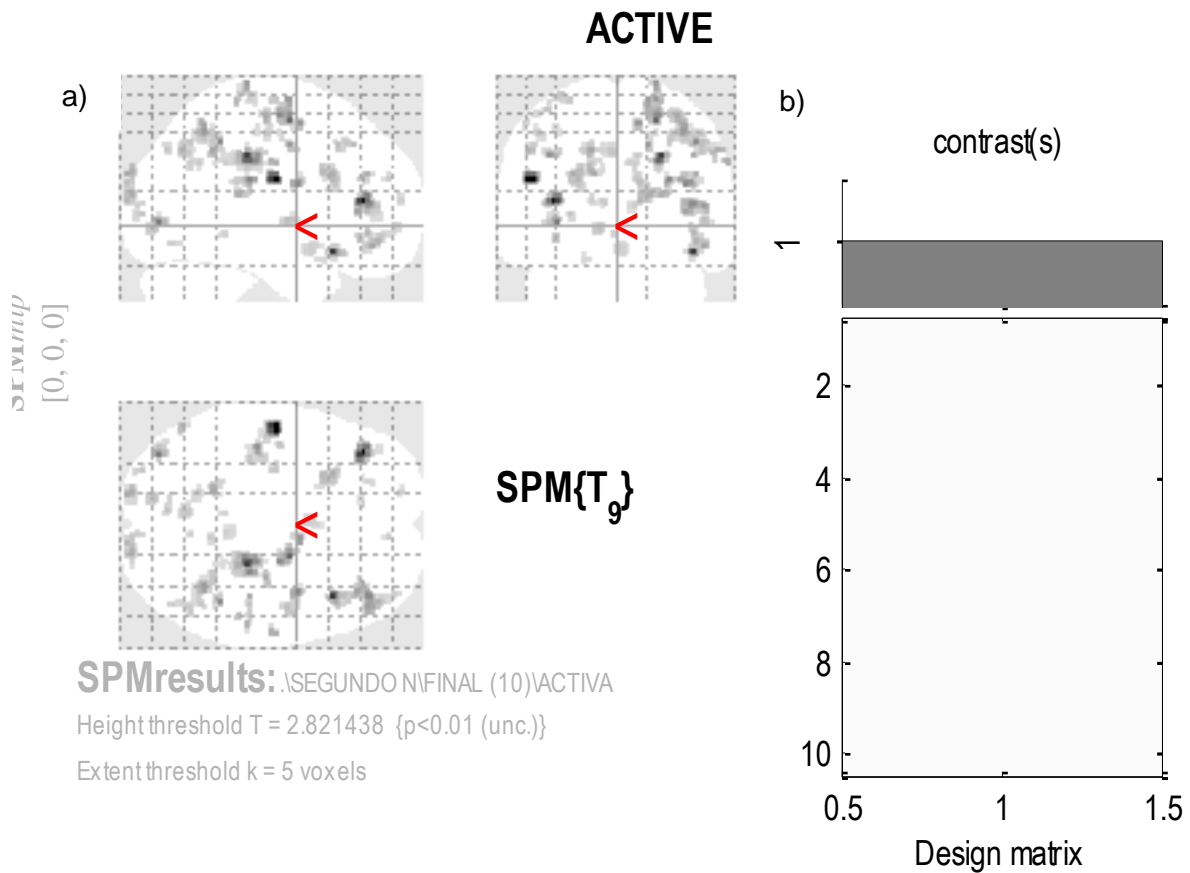 ACTIVE
a)
b)
contrast(s)
1
<
<
SPMmip
[0, 0, 0]
2
4
6
8
10
0.5 1 1.5
Design matrix
<
SPM{T9}
SPMresults: .\SEGUNDO N\FINAL (10)\ACTIVA
Height threshold T = 2.821438 {p<0.01 (unc.)}
Extent threshold k = 5 voxels